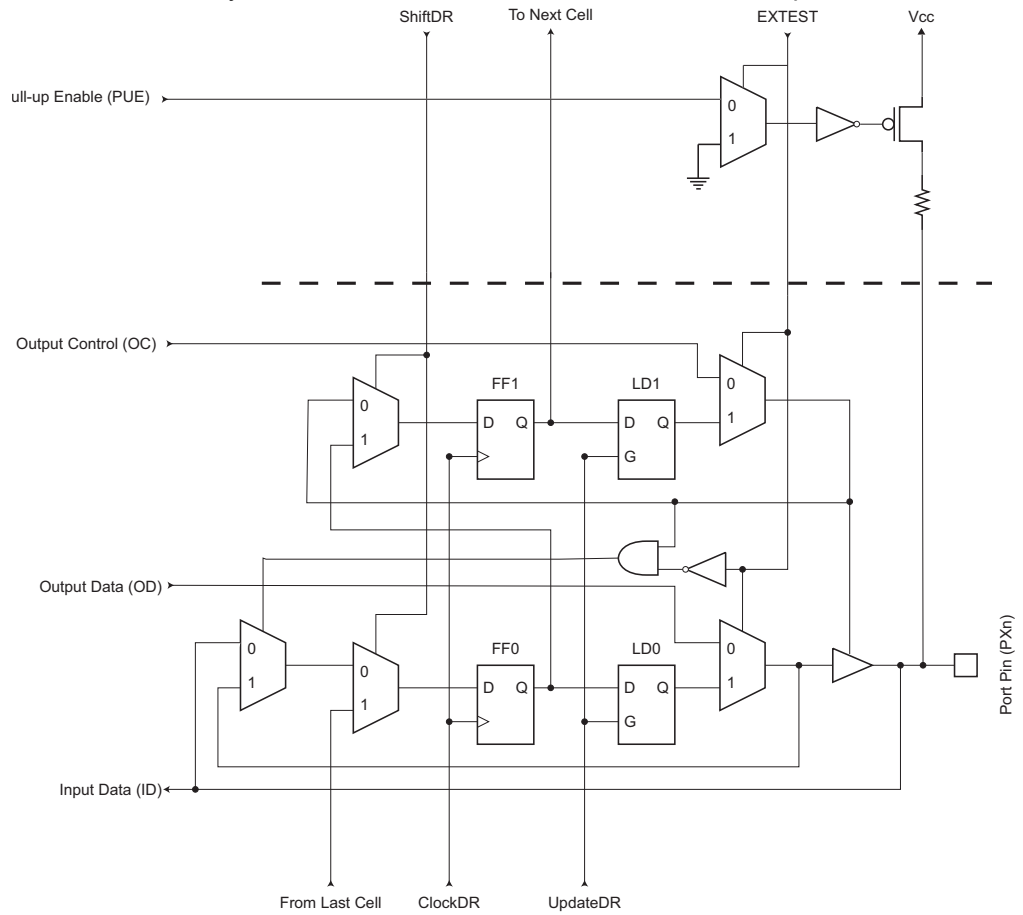 ShiftDR
To Next Cell
EXTEST
Vcc
ull-up Enable (PUE)
0
1
Output Control (OC)
FF1
LD1
0
1
D Q
D Q
G
0
1
Output Data (OD)
FF0
LD0
0
1
0
1
D Q
D Q
G
0
1
Port Pin (PXn)
Input Data (ID)
From Last Cell
ClockDR
UpdateDR